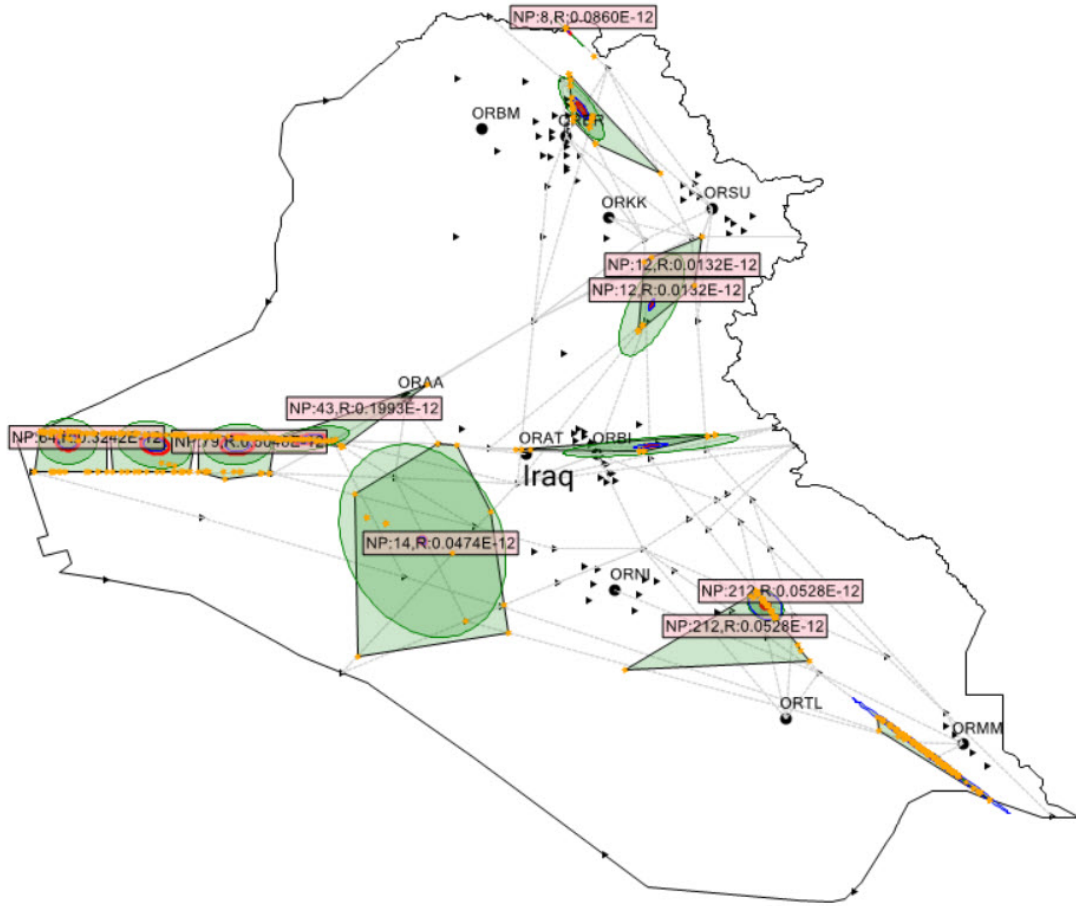 NP:8,R:0.0860E-12
ORBM
ORER
ORSU
ORKK
NP:12,R:0.0132E-12
NP:12,R:0.0132E-12
ORAA
NP:43,R:0.1993E-12
ORAT
ORBI
Iraq
NP:14,R:0.0474E-12
ORNI
NP:212,R:0.0528E-12
NP:212,R:0.0528E-12
ORTL
ORMM